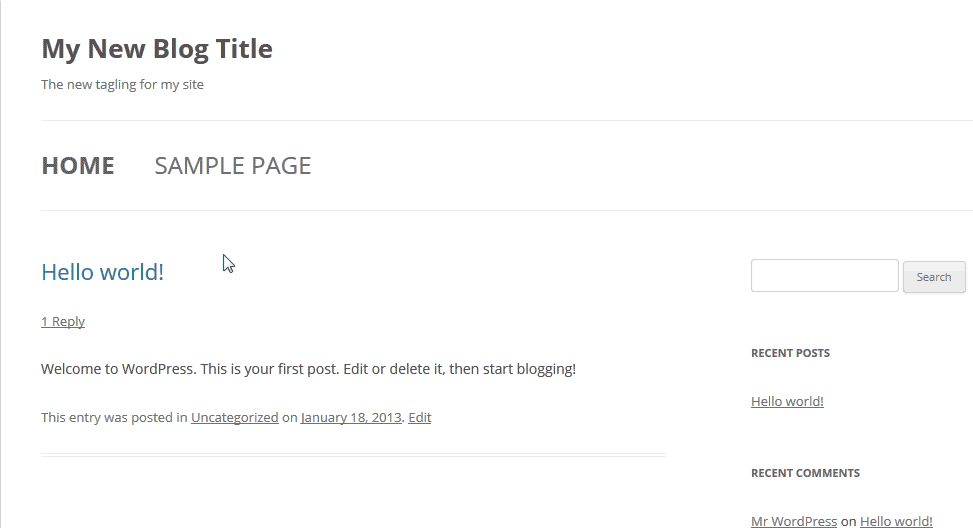 My New Blog Title
The new tagling for my site
HOME SAMPLE PAGE
Hello world!
1 Reply
Welcome to WordPress. This is your first post. Edit or delete it, then start blogging!
This entry was posted in Uncategorized on January 18, 2013. Edit
Search
RECENT POSTS
Hello world!
RECENT COMMENTS
Mr WordPress on Hello world!